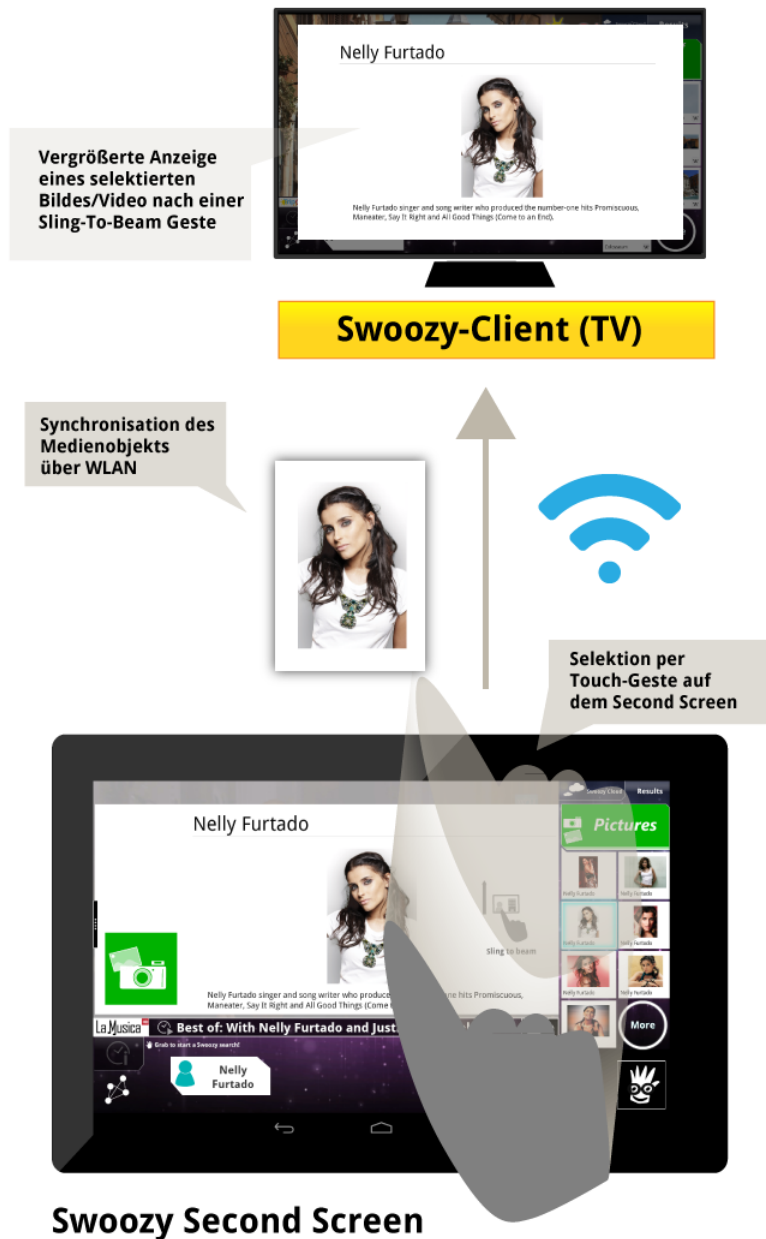 Results
Nelly Furtado
Nelly Furtado singer and song writer who produced the number-one hits Promiscuous,
Maneater, Say It Right and All Good Things (Come to an End).
Colosseum
Vergrößerte Anzeige
eines selektierten
Bildes/Video nach einer
Sling-To-Beam Geste
Swoozy-Client (TV)
Synchronisation des
Medienobjekts
über WLAN
Selektion per
Touch-Geste auf
dem Second Screen
Swoozy Cloud
Results
Nelly Furtado
Pictures
Nelly Furtado
Nelly Furtado
Nelly Furtado
Nelly Furtado
Sling to beam
Nelly Furtado
Nelly Furtado
Nelly Furtado singer and song writer who produce
one hits Promiscuous,
Maneater, Say It Right and All Good Things (Come
More
La Musica
Best of: With Nelly Furtado and Just
Grab to start a Swoozy search!
Nelly
Furtado
Swoozy Second Screen